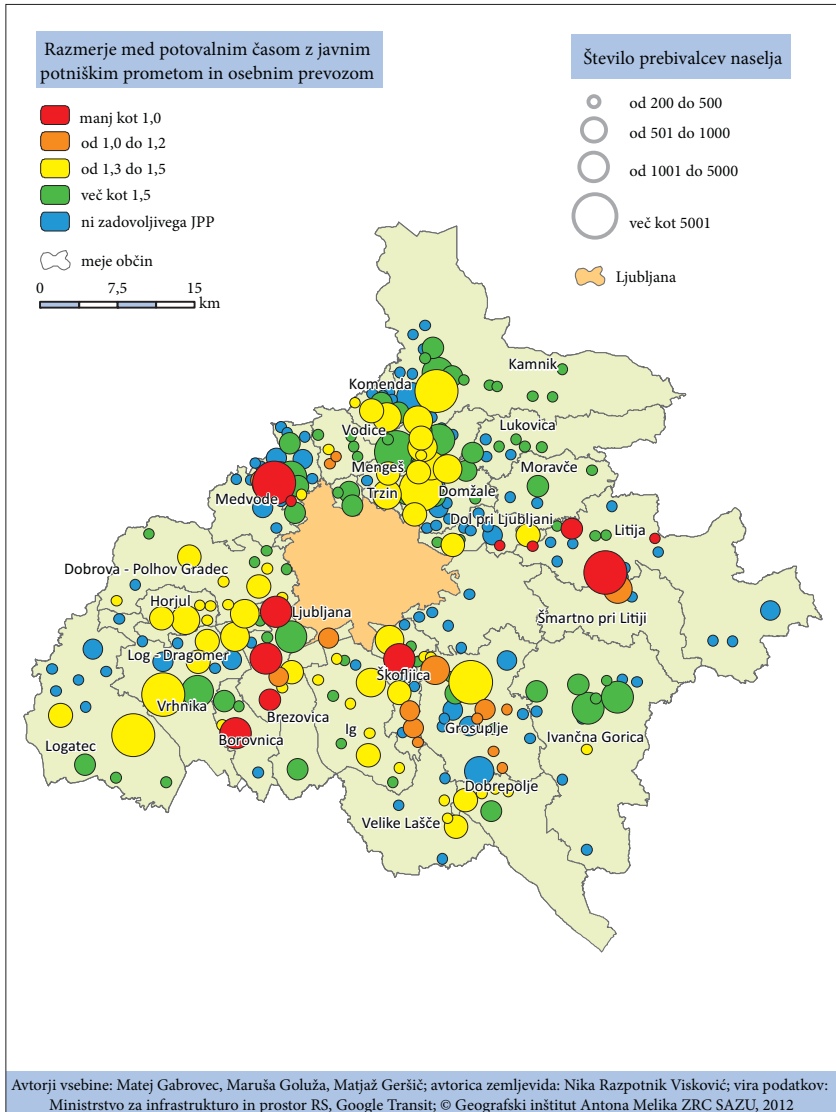 Razmerje med potovalnim časom z javnim
potniškim prometom in osebnim prevozom
manj kot 1,0
od 1,0 do 1,2
od 1,3 do 1,5
več kot 1,5
ni zadovoljivega JPP
meje občin
0 7,5 15
km
Število prebivalcev naselja
od 200 do 500
od 501 do 1000
od 1001 do 5000
več kot 5001
Ljubljana
Kamnik
Komenda
Vodice
Lukovica
Mengeš
Moravče
Medvode
Trzin
Domžale
Dol pri Ljubljani
Litija
Dobrova - Polhov Gradec
Horjul
Ljubljana
Šmartno pri Litiji
Log - Dragomer
Škofljica
Vrhnika
Brezovica
Ig
Grosuplje
Ivančna Gorica
Logatec
Borovnica
Dobrepolje
Velike Lašče
Avtorji vsebine: Matej Gabrovec, Maruša Goluža, Matjaž Geršič; avtorica zemljevida: Nika Razpotnik Visković; vira podatkov:
Ministrstvo za infrastrukturo in prostor RS, Google Transit; © Geografski inštitut Antona Melika ZRC SAZU, 2012